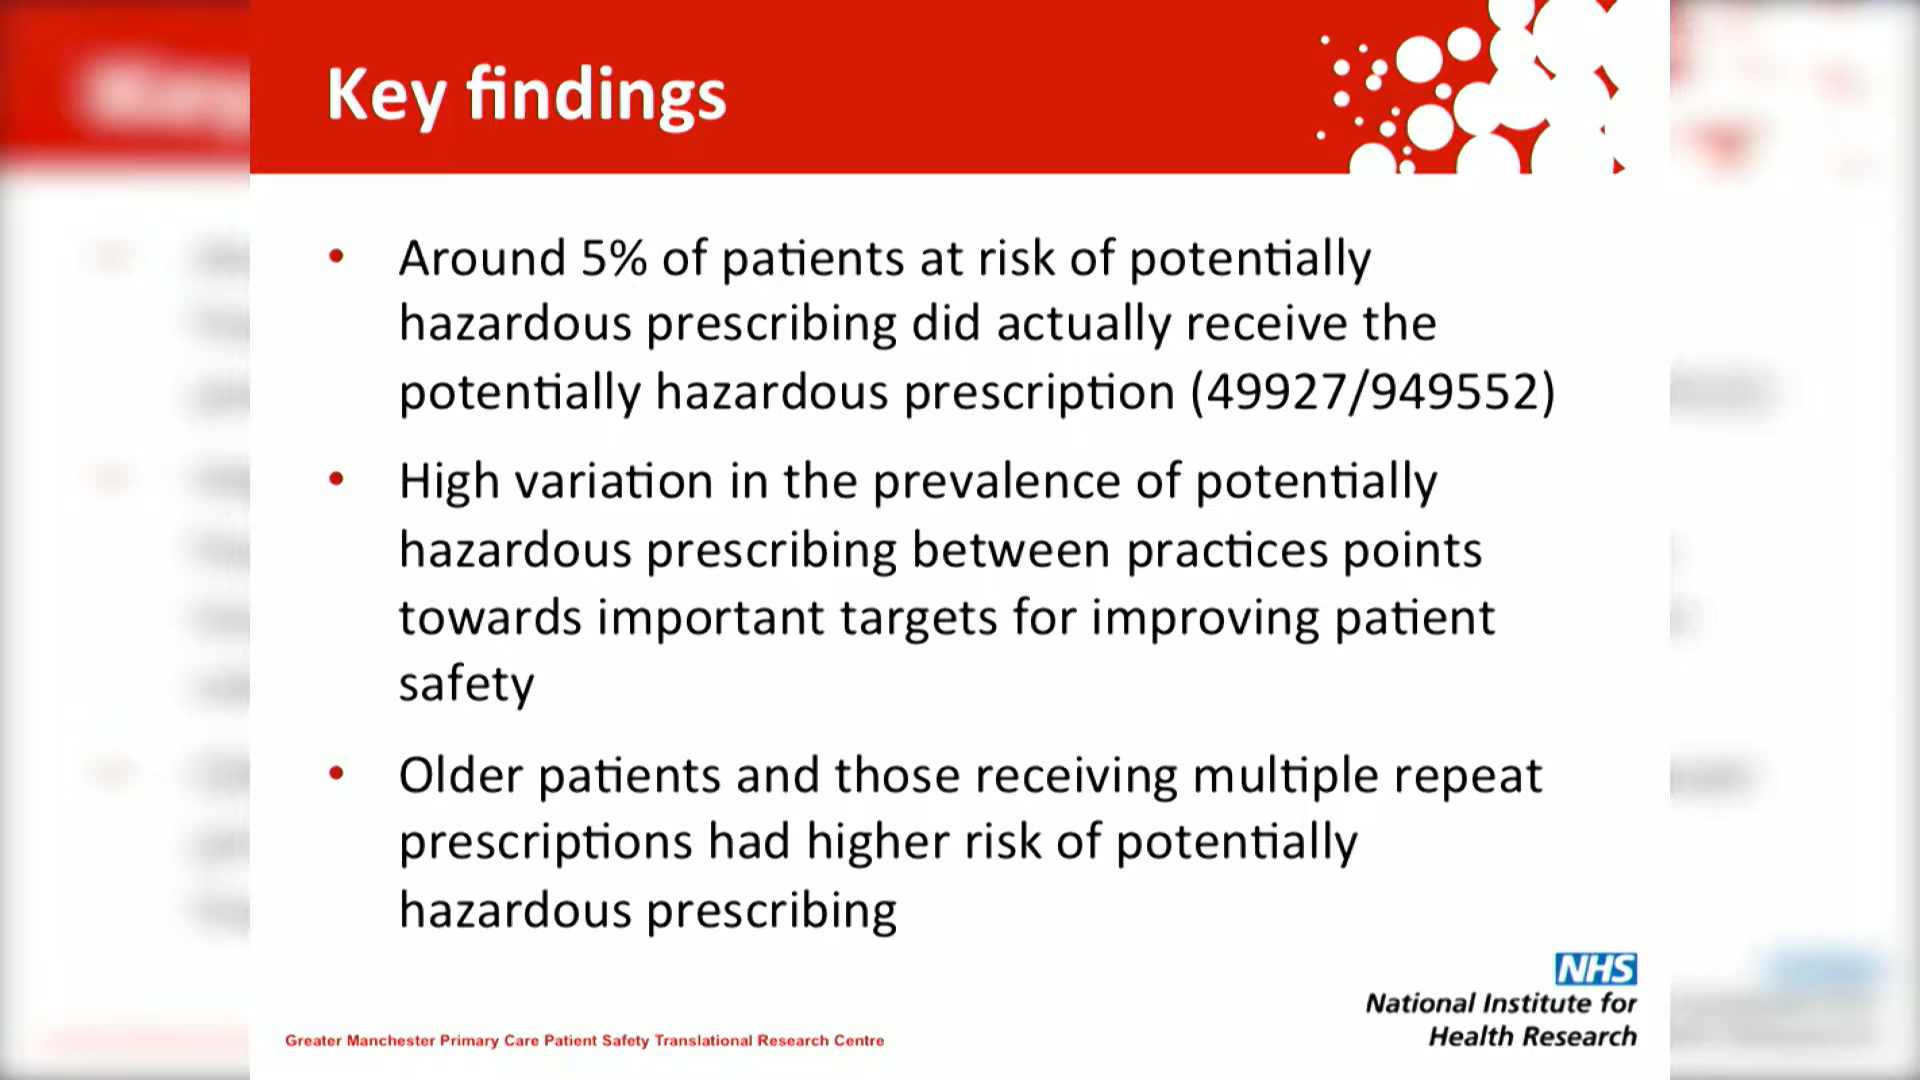 Key findings
• Around 5% of patients at risk of potentially
hazardous prescribing did actually receive the
potentially hazardous prescription (49927/949552)
• High variation in the prevalence of potentially
hazardous prescribing between practices points
towards important targets for improving patient
safety
• Older patients and those receiving multiple repeat
prescriptions had higher risk of potentially
hazardous prescribing
NHS
National Institute for
Health Research
Greater Manchester Primary Care Patient Safety Translational Research Centre